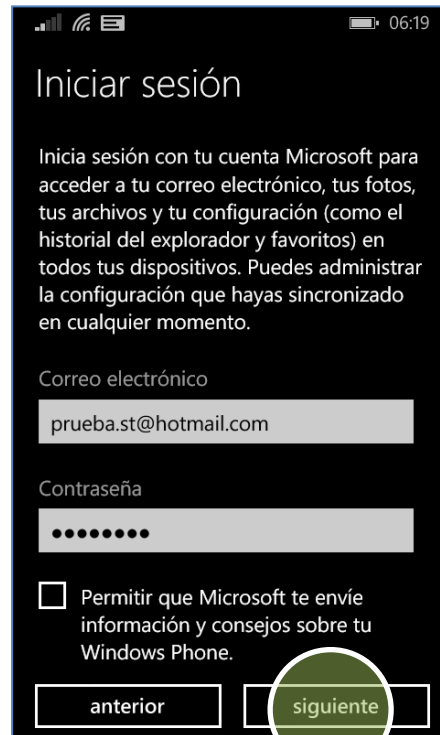 06:19
Iniciar sesión
Inicia sesión con tu cuenta Microsoft para
acceder a tu correo electrónico, tus fotos,
tus archivos y tu configuración (como el
historial del explorador y favoritos) en
todos tus dispositivos. Puedes administrar
la configuración que hayas sincronizado
en cualquier momento.
Correo electrónico
prueba.st@hotmail.com
Contraseña
••••••••
Permitir que Microsoft te envíe
información y consejos sobre tu
Windows Phone.
anterior siguiente